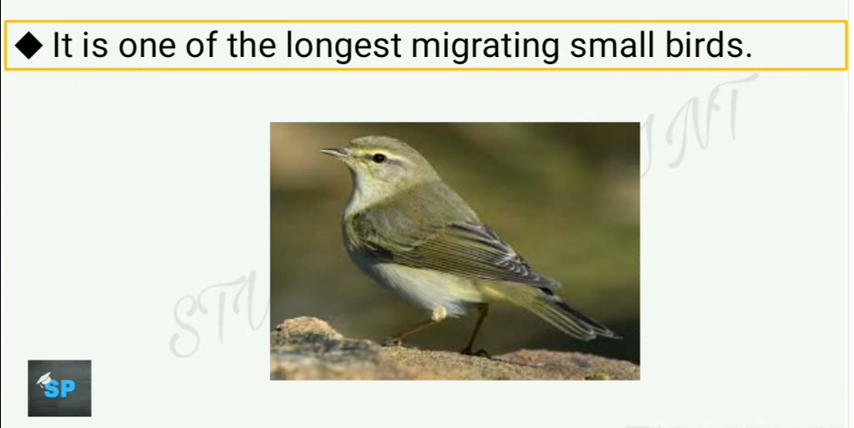 It is one of the longest migrating small birds.
SP